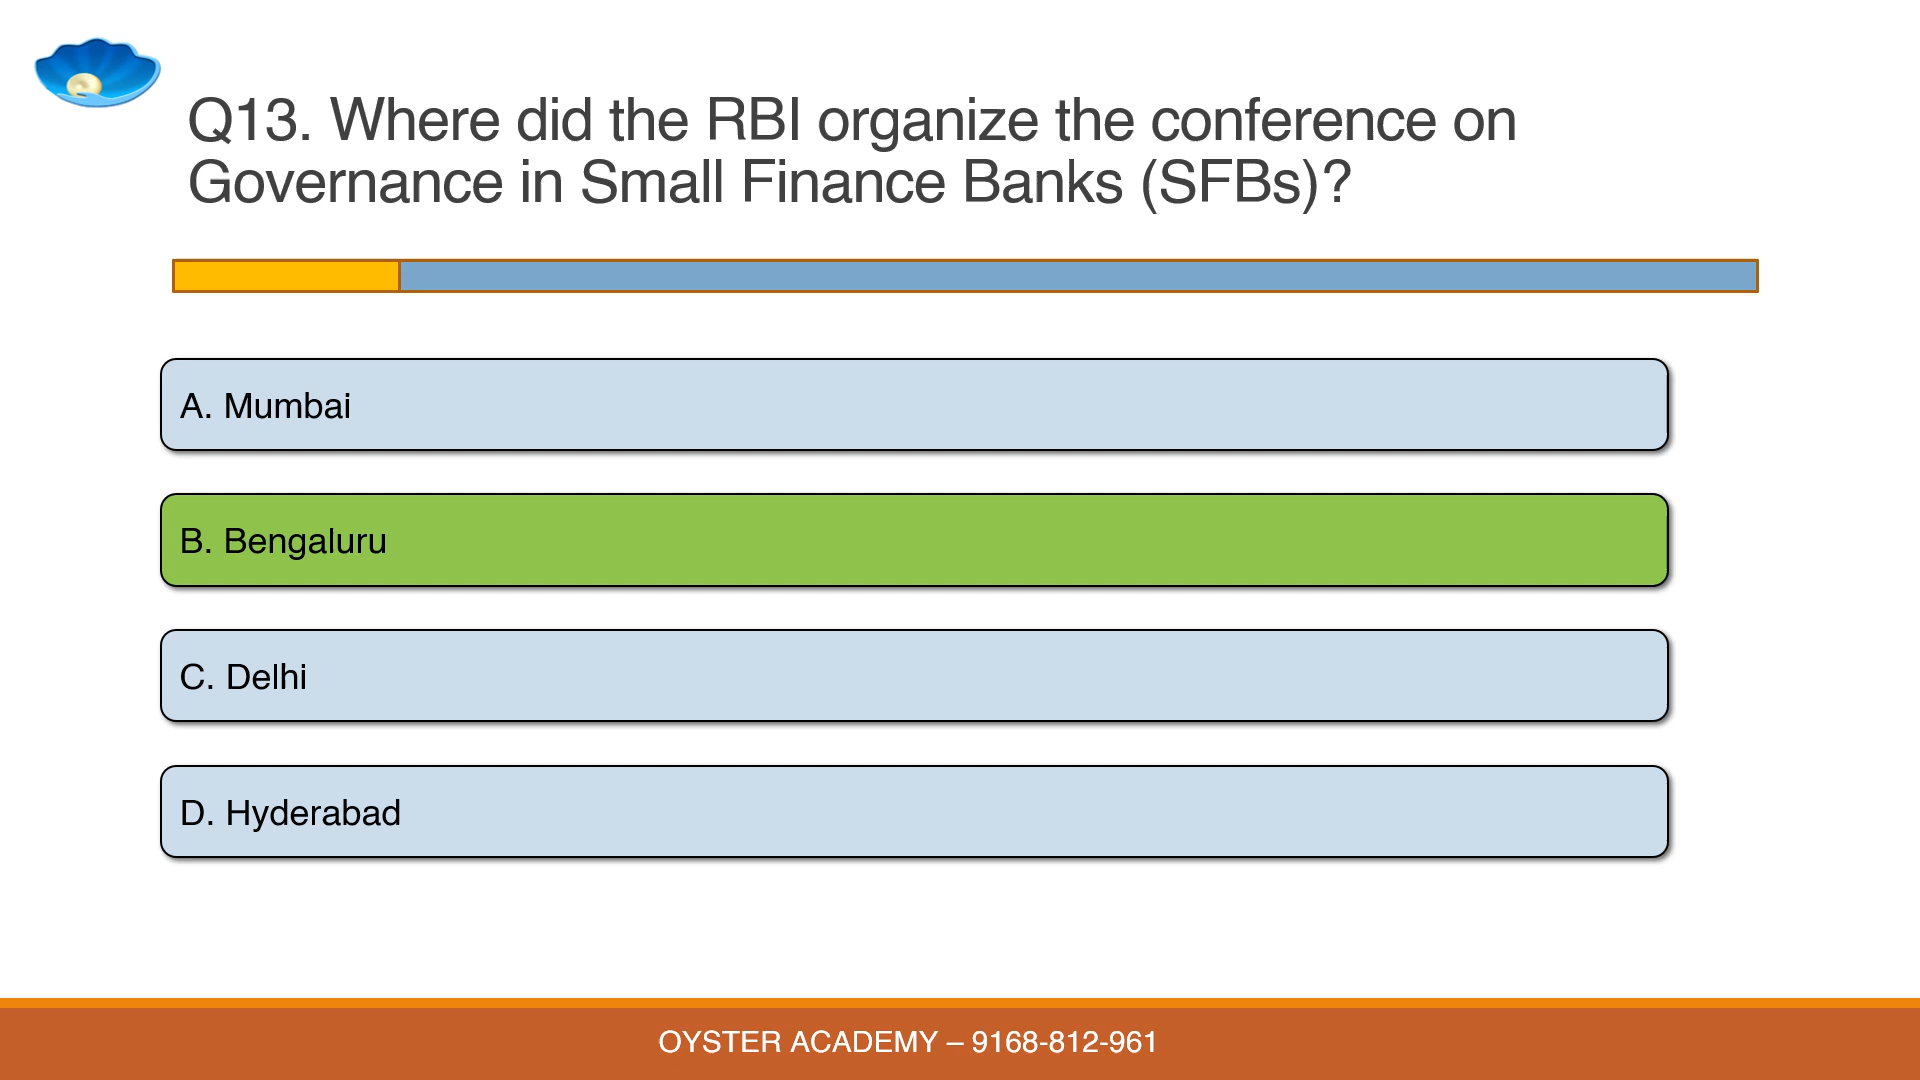 Q13. Where did the RBI organize the conference on
Governance in Small Finance Banks (SFBs)?
A. Mumbai
B. Bengaluru
C. Delhi
D. Hyderabad
OYSTER ACADEMY – 9168-812-961